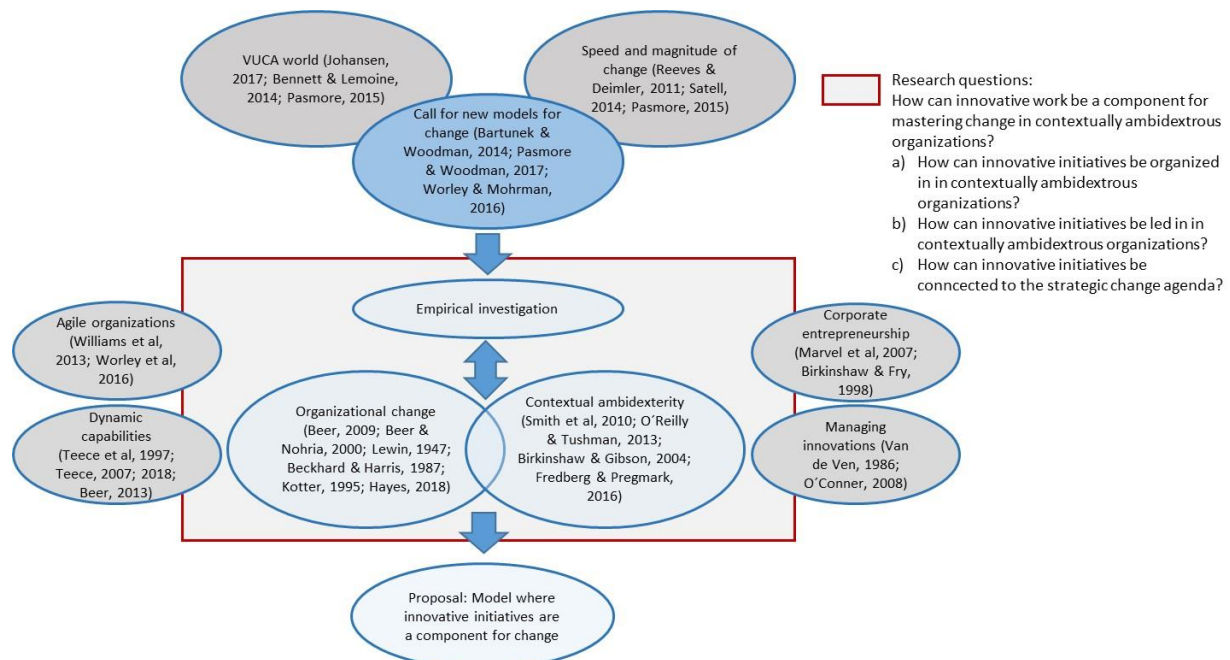 VUCA world (Johansen,
2017; Bennett & Lemoine,
2014; Pasmore, 2015)
Speed and magnitude of
change (Reeves &
Deimler, 2011; Satell,
2014; Pasmore, 2015)
Call for new models for
change (Bartunek &
Woodman, 2014; Pasmore
& Woodman, 2017;
Worley & Mohrman,
2016)
Research questions:
How can innovative work be a component for
mastering change in contextually ambidextrous
organizations?
a) How can innovative initiatives be organized
in in contextually ambidextrous
organizations?
b) How can innovative initiatives be led in in
contextually ambidextrous organizations?
c) How can innovative initiatives be
conncected to the strategic change agenda?
Empirical investigation
Agile organizations
(Williams et al,
2013; Worley et al,
2016)
Dynamic
capabilities
(Teece et al, 1997;
Teece, 2007; 2018;
Beer, 2013)
Organizational change
(Beer, 2009; Beer &
Nohria, 2000; Lewin, 1947;
Beckhard & Harris, 1987;
Kotter, 1995; Hayes, 2018)
Contextual ambidexterity
(Smith et al, 2010; O´Reilly
& Tushman, 2013;
Birkinshaw & Gibson, 2004;
Fredberg & Pregmark,
2016)
Corporate
entrepreneurship
(Marvel et al, 2007;
Birkinshaw & Fry,
1998)
Managing
innovations (Van
de Ven, 1986;
O´Conner, 2008)
Proposal: Model where
innovative initiatives are
a component for change